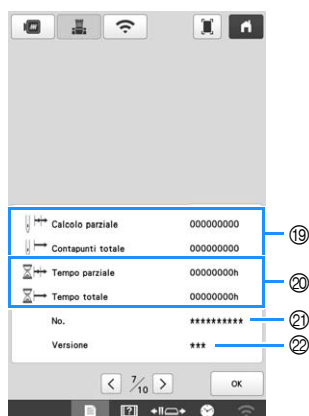 Calcolo parziale 000000000 ⑲
Contapunti totale 000000000
Tempo parziale 00000000h ⑳
Tempo totale 00000000h
No. ********** ㉑
Versione *** ㉒
< 7/10 > OK
?